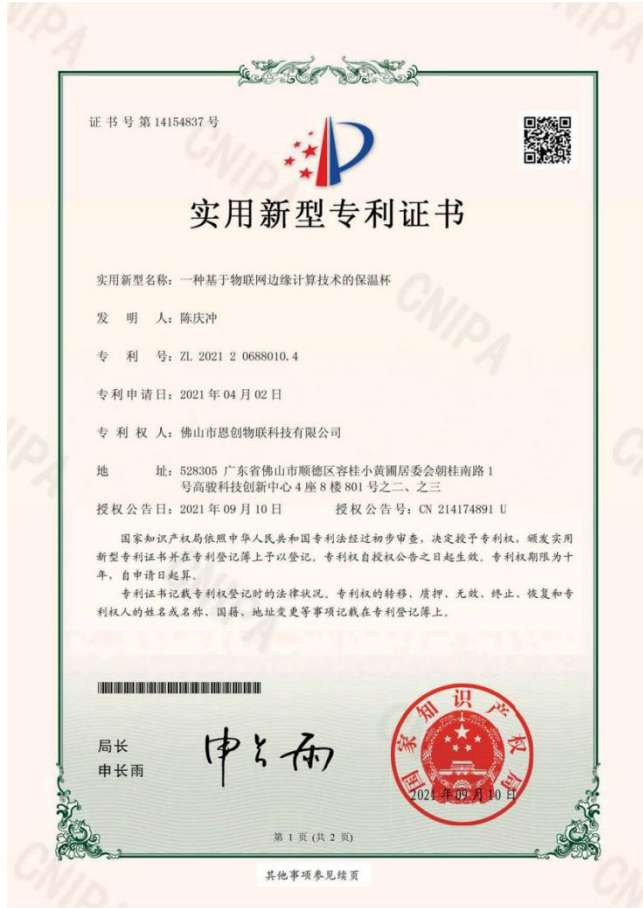 证书号第14154837号
实用新型专利证书
实用新型名称：一种基于物联网边缘计算技术的保温杯
发 明 人：陈庆冲
专 利 号：ZL 2021 2 0688010.4
专利申请日：2021年04月02日
专 利 权 人：佛山市恩创物联科技有限公司
地 址：528305 广东省佛山市顺德区容桂小黄圃居委会朝桂南路1
号高骏科技创新中心4座8楼801号之二、之三
授权公告日：2021年09月10日 授权公告号：CN 214174891 U
国家知识产权局依照中华人民共和国专利法经过初步审查，决定授予专利权，颁发实用
新型专利证书并在专利登记簿上予以登记。专利权自授权公告之日起生效。专利权期限为十
年，自申请日起算。
专利证书记载专利权登记时的法律状况。专利权的转移、质押、无效、终止、恢复和专
利权人的姓名或名称、国籍、地址变更等事项记载在专利登记簿上。
局长
申长雨
申长雨
国家知识产权局
2021年09月10日
第 1 页 (共 2 页)
其他事项参见续页
CNIPA
CNIPA
CNIPA
CNIPA